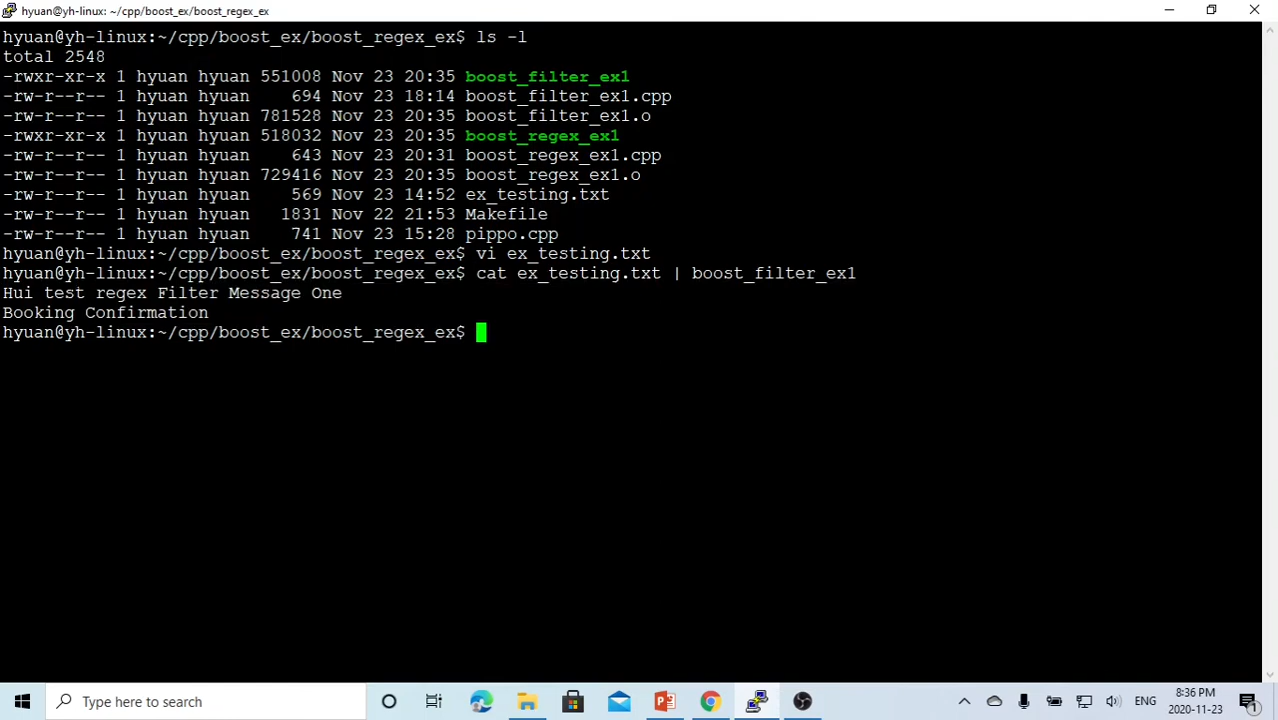 hyuan@yh-linux: ~/cpp/boost_ex/boost_regex_ex
hyuan@yh-linux:~/cpp/boost_ex/boost_regex_ex$ ls -l
total 2548
-rwxr-xr-x 1 hyuan hyuan 551008 Nov 23 20:35 boost_filter_ex1
-rw-r--r-- 1 hyuan hyuan    694 Nov 23 18:14 boost_filter_ex1.cpp
-rw-r--r-- 1 hyuan hyuan 781528 Nov 23 20:35 boost_filter_ex1.o
-rwxr-xr-x 1 hyuan hyuan 518032 Nov 23 20:35 boost_regex_ex1
-rw-r--r-- 1 hyuan hyuan    643 Nov 23 20:31 boost_regex_ex1.cpp
-rw-r--r-- 1 hyuan hyuan 729416 Nov 23 20:35 boost_regex_ex1.o
-rw-r--r-- 1 hyuan hyuan    569 Nov 23 14:52 ex_testing.txt
-rw-r--r-- 1 hyuan hyuan   1831 Nov 22 21:53 Makefile
-rw-r--r-- 1 hyuan hyuan    741 Nov 23 15:28 pippo.cpp
hyuan@yh-linux:~/cpp/boost_ex/boost_regex_ex$ vi ex_testing.txt
hyuan@yh-linux:~/cpp/boost_ex/boost_regex_ex$ cat ex_testing.txt | boost_filter_ex1
Hui test regex Filter Message One
Booking Confirmation
hyuan@yh-linux:~/cpp/boost_ex/boost_regex_ex$
Type here to search
ENG
8:36 PM
2020-11-23
1